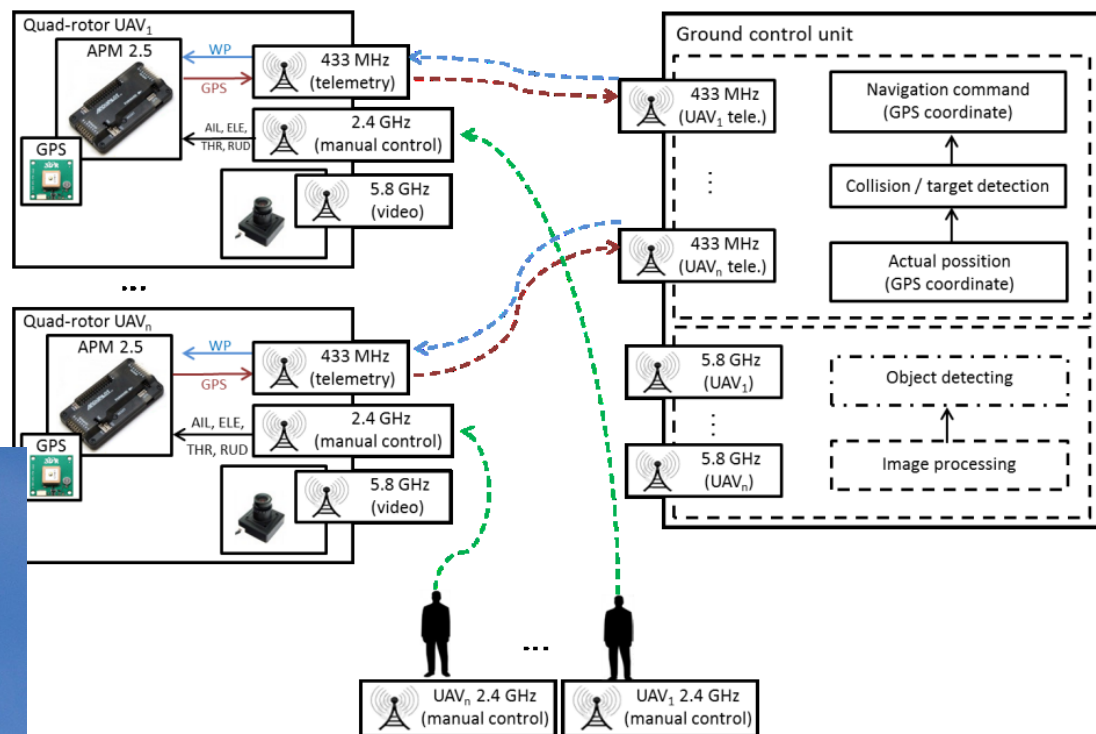 Quad-rotor UAV₁
APM 2.5
WP
GPS
433 MHz
(telemetry)
AIL, ELE,
THR, RUD
2.4 GHz
(manual control)
GPS
5.8 GHz
(video)
...
Quad-rotor UAVₙ
APM 2.5
WP
GPS
433 MHz
(telemetry)
AIL, ELE,
THR, RUD
2.4 GHz
(manual control)
GPS
5.8 GHz
(video)
Ground control unit
433 MHz
(UAV₁ tele.)
...
433 MHz
(UAVₙ tele.)
Navigation command
(GPS coordinate)
Collision / target detection
Actual possition
(GPS coordinate)
5.8 GHz
(UAV₁)
...
5.8 GHz
(UAVₙ)
Object detecting
Image processing
...
UAVₙ 2.4 GHz
(manual control)
UAV₁ 2.4 GHz
(manual control)